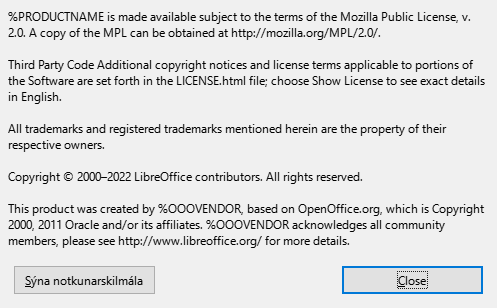 %PRODUCTNAME is made available subject to the terms of the Mozilla Public License, v.
2.0. A copy of the MPL can be obtained at http://mozilla.org/MPL/2.0/.
Third Party Code Additional copyright notices and license terms applicable to portions of
the Software are set forth in the LICENSE.html file; choose Show License to see exact details
in English.
All trademarks and registered trademarks mentioned herein are the property of their
respective owners.
Copyright © 2000–2022 LibreOffice contributors. All rights reserved.
This product was created by %OOOVENDOR, based on OpenOffice.org, which is Copyright
2000, 2011 Oracle and/or its affiliates. %OOOVENDOR acknowledges all community
members, please see http://www.libreoffice.org/ for more details.
Sýna notkunarskilmála Close